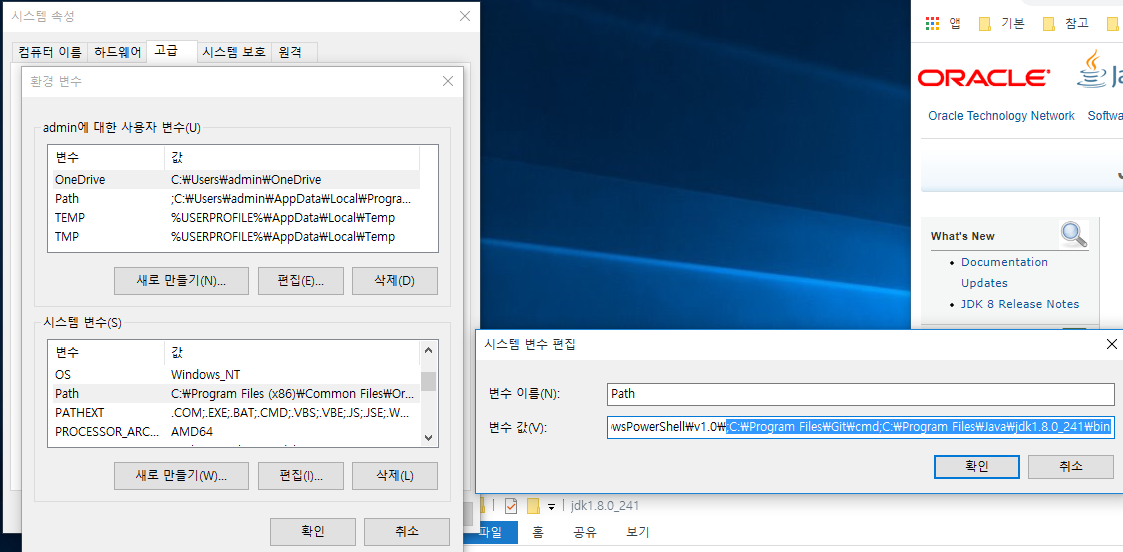 시스템 속성
컴퓨터 이름 하드웨어 고급 시스템 보호 원격
환경 변수
admin에 대한 사용자 변수(U)
변수 값
OneDrive C:₩Users₩admin₩OneDrive
Path ;C:₩Users₩admin₩AppData₩Local₩Progra...
TEMP %USERPROFILE%₩AppData₩Local₩Temp
TMP %USERPROFILE%₩AppData₩Local₩Temp
새로 만들기(N)... 편집(E)... 삭제(D)
시스템 변수(S)
변수 값
OS Windows_NT
Path C:₩Program Files (x86)₩Common Files₩Or...
PATHEXT .COM;.EXE;.BAT;.CMD;.VBS;.VBE;.JS;.JSE;.W...
PROCESSOR_ARC... AMD64
새로 만들기(W)... 편집(I)... 삭제(L)
확인 취소
앱 기본 참고
ORACLE
Oracle Technology Network Softwa
What's New
Documentation
Updates
JDK 8 Release Notes
시스템 변수 편집
변수 이름(N): Path
변수 값(V): wsPowerShell₩v1.0₩;C:₩Program Files₩Git₩cmd;C:₩Program Files₩Java₩jdk1.8.0_241₩bin
확인 취소
jdk1.8.0_241
파일 홈 공유 보기